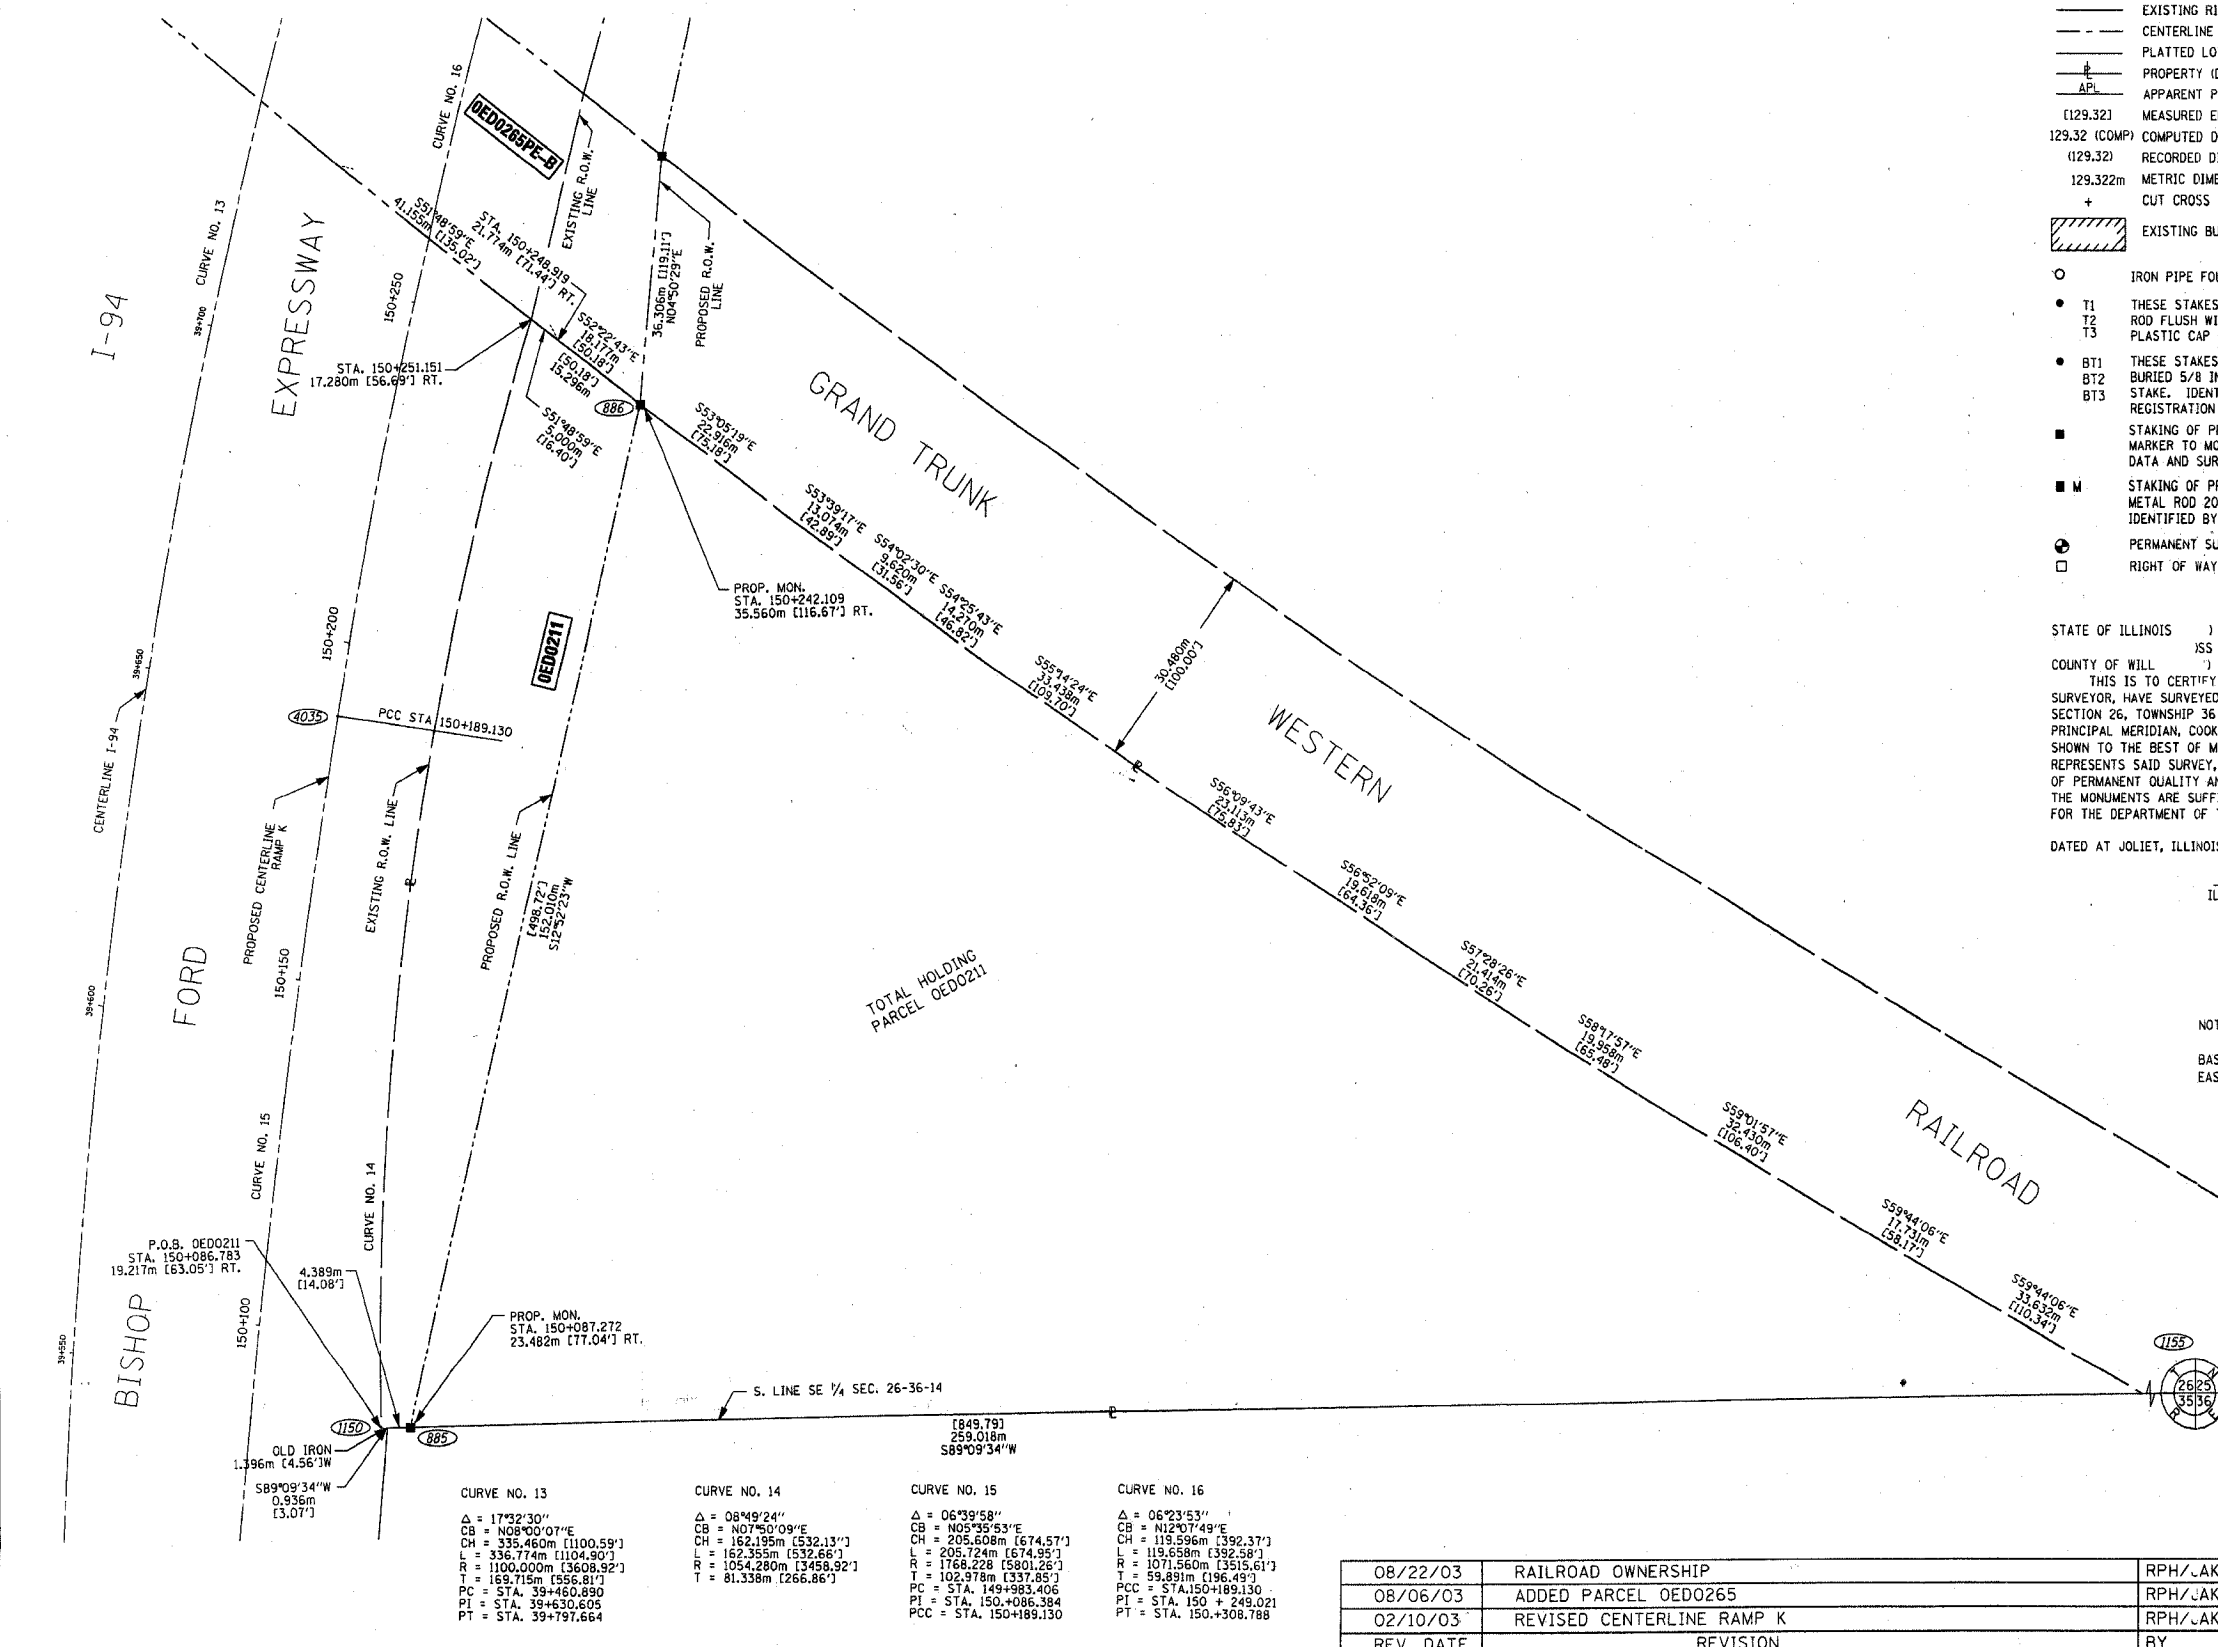 I-94
EXPRESSWAY
FORD
BISHOP
CURVE NO. 13
CURVE NO. 16
0ED0265PE-B
EXISTING R.O.W.
LINE
S51°48'59"E
41.155m [135.02']
STA. 150+248.919
21.774m [71.44'] RT.
39+700
150+250
STA. 150+251.151
17.280m [56.69'] RT.
S52°22'43"E
18.177m
[50.18']
[50.18']
15.296m
886
S51°48'59"E
5.000m
[16.40']
36.306m [119.11']
N04°50'29"E
PROPOSED R.O.W.
LINE
GRAND TRUNK
WESTERN
RAILROAD
S53°05'19"E
22.916m
[75.18']
S53°39'17"E
13.074m
[42.89']
S54°02'30"E
9.620m
[31.56']
S54°25'43"E
14.270m
[46.82']
S55°14'24"E
33.438m
[109.70']
30.480m
[100.00']
S56°09'43"E
23.113m
[75.83']
S56°52'09"E
19.618m
[64.36']
S57°28'26"E
21.414m
[70.26']
S58°17'57"E
19.958m
[65.48']
S59°01'57"E
32.430m
[106.40']
S59°44'06"E
17.731m
[58.17']
S59°44'06"E
33.632m
[110.34']
1155
26 25
35 36
PROP. MON.
STA. 150+242.109
35.560m [116.67'] RT.
0ED0211
150+200
39+650
4035
PCC STA 150+189.130
CENTERLINE I-94
PROPOSED CENTERLINE
RAMP K
EXISTING R.O.W. LINE
PROPOSED R.O.W. LINE
[498.72']
152.010m
S12°52'23"W
TOTAL HOLDING
PARCEL 0ED0211
150+150
39+600
CURVE NO. 15
CURVE NO. 14
P.O.B. 0ED0211
STA. 150+086.783
19.217m [63.05'] RT.
4.389m
[14.08']
150+100
39+550
PROP. MON.
STA. 150+087.272
23.482m [77.04'] RT.
S. LINE SE 1/4 SEC. 26-36-14
1150
885
OLD IRON
1.396m [4.56']W
S89°09'34"W
0.936m
[3.07']
[849.79]
259.018m
S89°09'34"W
CURVE NO. 13
Δ = 17°32'30"
CB = N08°00'07"E
CH = 335.460m [1100.59']
L = 336.774m [1104.90']
R = 1100.000m [3608.92']
T = 169.715m [556.81']
PC = STA. 39+460.890
PI = STA. 39+630.605
PT = STA. 39+797.664
CURVE NO. 14
Δ = 08°49'24"
CB = N07°50'09"E
CH = 162.195m [532.13"]
L = 162.355m [532.66']
R = 1054.280m [3458.92']
T = 81.338m [266.86']
CURVE NO. 15
Δ = 06°39'58"
CB = N05°35'53"E
CH = 205.608m [674.57']
L = 205.724m [674.95']
R = 1768.228 [5801.26']
T = 102.978m [337.85']
PC = STA. 149+983.406
PI = STA. 150.+086.384
PCC = STA. 150+189.130
CURVE NO. 16
Δ = 06°23'53"
CB = N12°07'49"E
CH = 119.596m [392.37']
L = 119.658m [392.58']
R = 1071.560m [3515.61']
T = 59.891m [196.49']
PCC = STA.150+189.130
PI = STA. 150 + 249.021
PT = STA. 150.+308.788
EXISTING RI
CENTERLINE
PLATTED LO
PROPERTY (D
APL
APPARENT P
[129.32] MEASURED E
129.32 (COMP) COMPUTED D
(129.32) RECORDED D
129.322m METRIC DIME
+ CUT CROSS
EXISTING BU
IRON PIPE FOU
T1 THESE STAKES
T2 ROD FLUSH WI
T3 PLASTIC CAP
BT1 THESE STAKES
BT2 BURIED 5/8 IN
BT3 STAKE. IDENT
REGISTRATION
STAKING OF PR
MARKER TO MO
DATA AND SUR
M STAKING OF PR
METAL ROD 20
IDENTIFIED BY
PERMANENT SU
RIGHT OF WAY
STATE OF ILLINOIS )
)SS
COUNTY OF WILL )
THIS IS TO CERTIFY
SURVEYOR, HAVE SURVEYED
SECTION 26, TOWNSHIP 36
PRINCIPAL MERIDIAN, COOK
SHOWN TO THE BEST OF M
REPRESENTS SAID SURVEY,
OF PERMANENT QUALITY AN
THE MONUMENTS ARE SUFF
FOR THE DEPARTMENT OF
DATED AT JOLIET, ILLINOIS
IL
NOT
BAS
EAS
08/22/03 RAILROAD OWNERSHIP RPH/JAK
08/06/03 ADDED PARCEL 0ED0265 RPH/JAK
02/10/03 REVISED CENTERLINE RAMP K RPH/JAK
REV. DATE REVISION BY